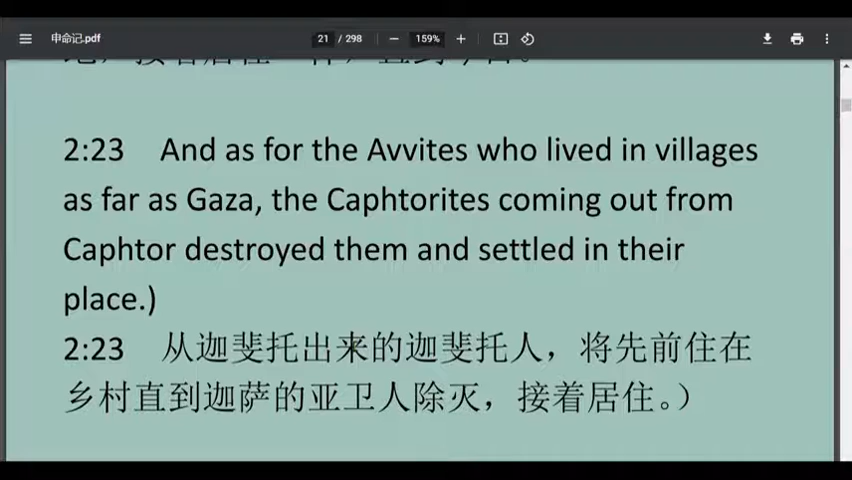 申命记.pdf
21 / 298
159%
2:23 And as for the Avvites who lived in villages
as far as Gaza, the Caphtorites coming out from
Caphtor destroyed them and settled in their
place.)
2:23 从迦斐托出来的迦斐托人，将先前住在
乡村直到迦萨的亚卫人除灭，接着居住。）